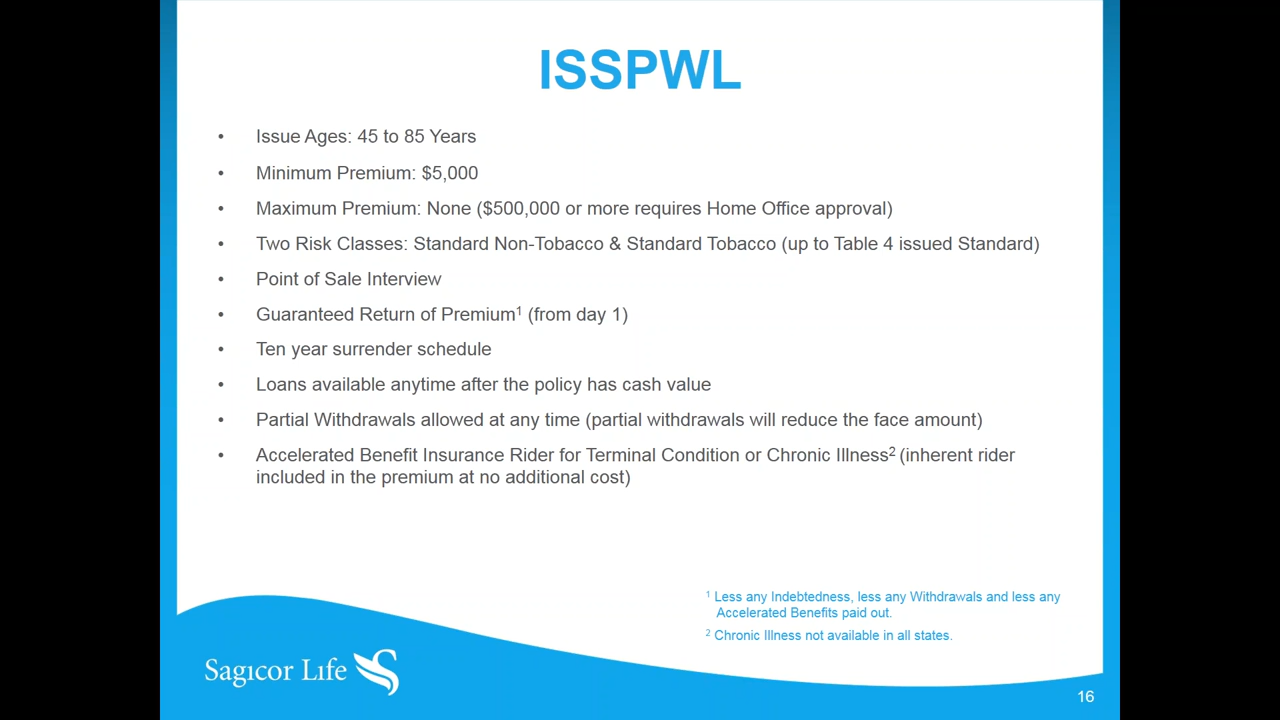 ISSPWL
• Issue Ages: 45 to 85 Years
• Minimum Premium: $5,000
• Maximum Premium: None ($500,000 or more requires Home Office approval)
• Two Risk Classes: Standard Non-Tobacco & Standard Tobacco (up to Table 4 issued Standard)
• Point of Sale Interview
• Guaranteed Return of Premium¹ (from day 1)
• Ten year surrender schedule
• Loans available anytime after the policy has cash value
• Partial Withdrawals allowed at any time (partial withdrawals will reduce the face amount)
• Accelerated Benefit Insurance Rider for Terminal Condition or Chronic Illness² (inherent rider
included in the premium at no additional cost)
¹ Less any Indebtedness, less any Withdrawals and less any
Accelerated Benefits paid out.
² Chronic Illness not available in all states.
Sagicor Life
16